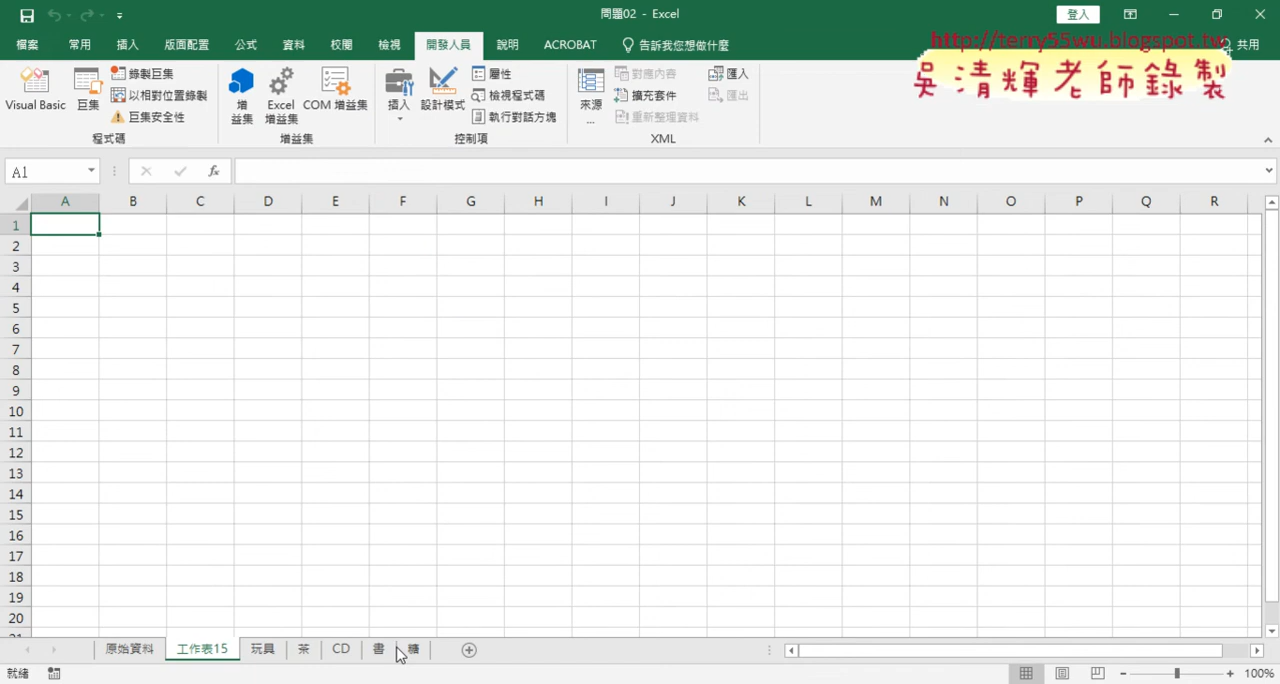 問題02 - Excel
登入
檔案 常用 插入 版面配置 公式 資料 校閱 檢視 開發人員 說明 ACROBAT 告訴我您想做什麼 共用
http://terry55wu.blogspot.tw
吳清輝老師錄製
Visual Basic 巨集 錄製巨集 以相對位置錄製 巨集安全性
增益集 Excel 增益集 COM 增益集
插入 設計模式 屬性 檢視程式碼 執行對話方塊
來源... 對應內容 擴充套件 重新整理資料 匯入 匯出
程式碼 增益集 控制項 XML
A1 fx
A B C D E F G H I J K L M N O P Q R
1
2
3
4
5
6
7
8
9
10
11
12
13
14
15
16
17
18
19
20
21
原始資料 工作表15 玩具 茶 CD 書 糖
就緒 100%